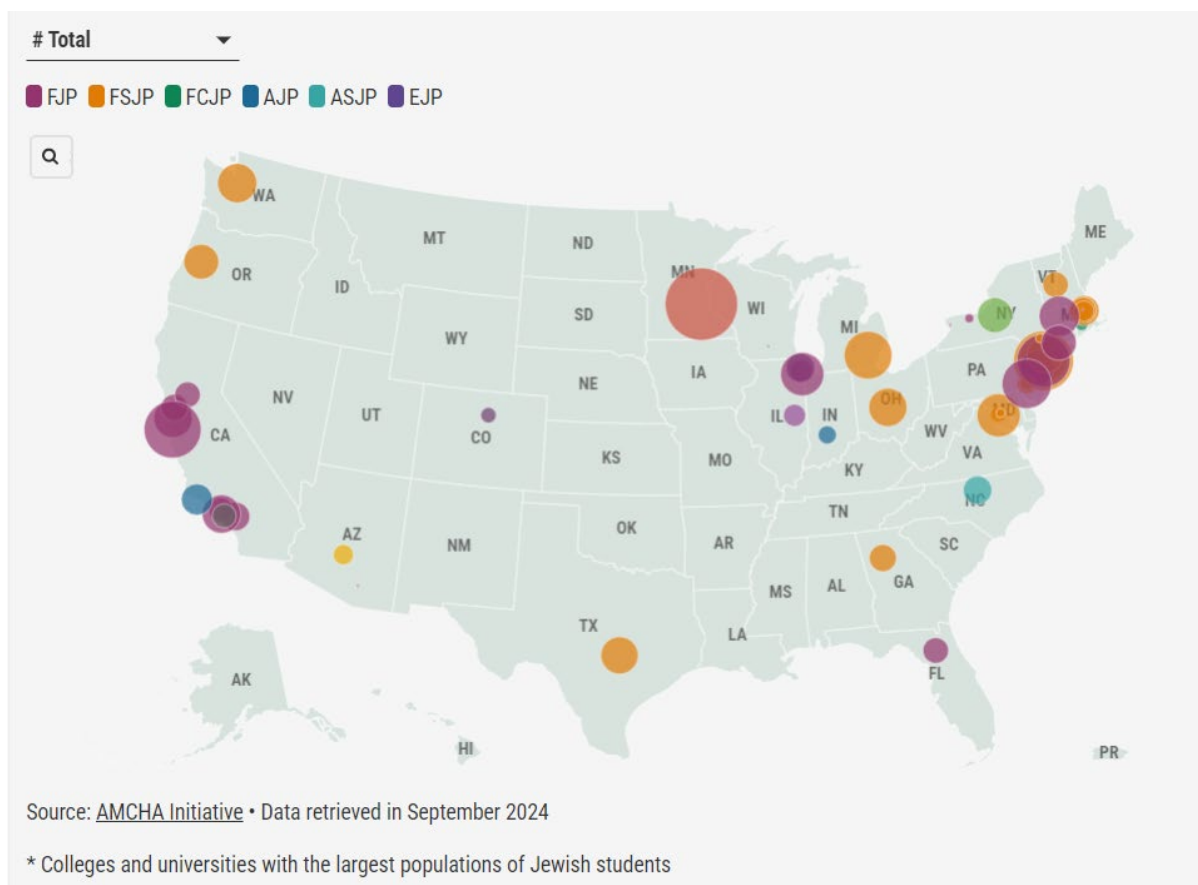 # Total
FJP FSJP FCJP AJP ASJP EJP
WA
ME
MT
ND
MN
VT
OR
ID
SD
WI
NY
MI
WY
IA
PA
NE
NV
OH
MD
UT
IL
IN
CA
CO
WV
VA
KS
MO
KY
NC
TN
OK
AZ
NM
AR
SC
MS
AL
GA
TX
LA
FL
AK
HI
PR
Source: AMCHA Initiative • Data retrieved in September 2024
* Colleges and universities with the largest populations of Jewish students